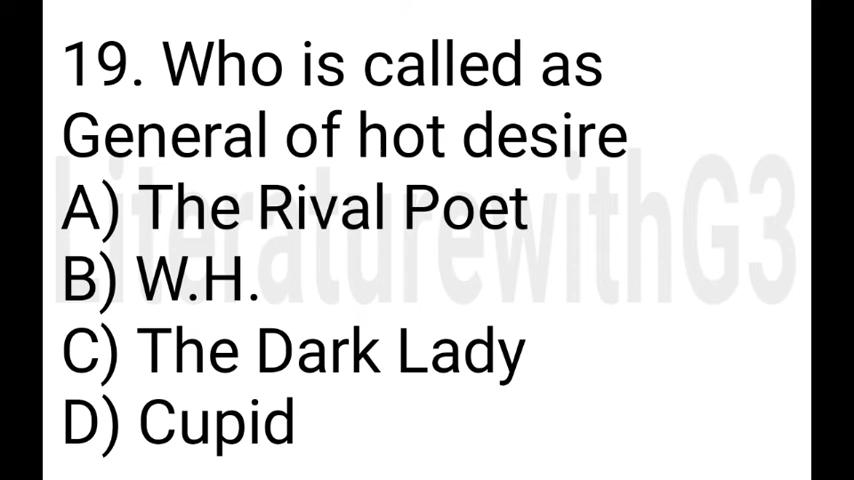 19. Who is called as
General of hot desire
A) The Rival Poet
B) W.H.
C) The Dark Lady
D) Cupid
LiteraturewithG3